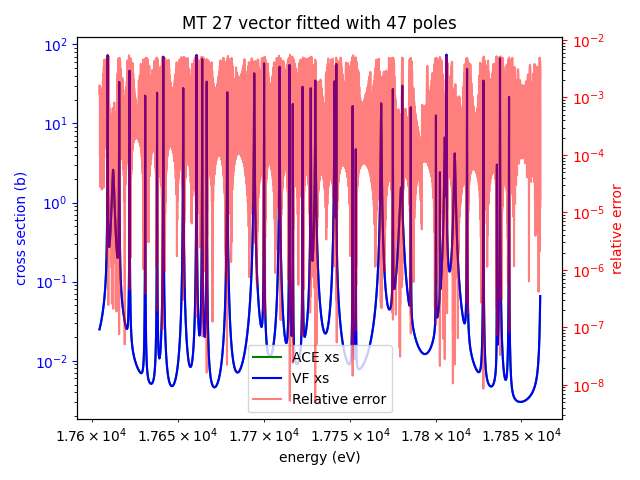 MT 27 vector fitted with 47 poles
cross section (b)
10²
10¹
10⁰
10⁻¹
10⁻²
relative error
10⁻²
10⁻³
10⁻⁴
10⁻⁵
10⁻⁶
10⁻⁷
10⁻⁸
ACE xs
VF xs
Relative error
1.76 × 10⁴ 1.765 × 10⁴ 1.77 × 10⁴ 1.775 × 10⁴ 1.78 × 10⁴ 1.785 × 10⁴
energy (eV)